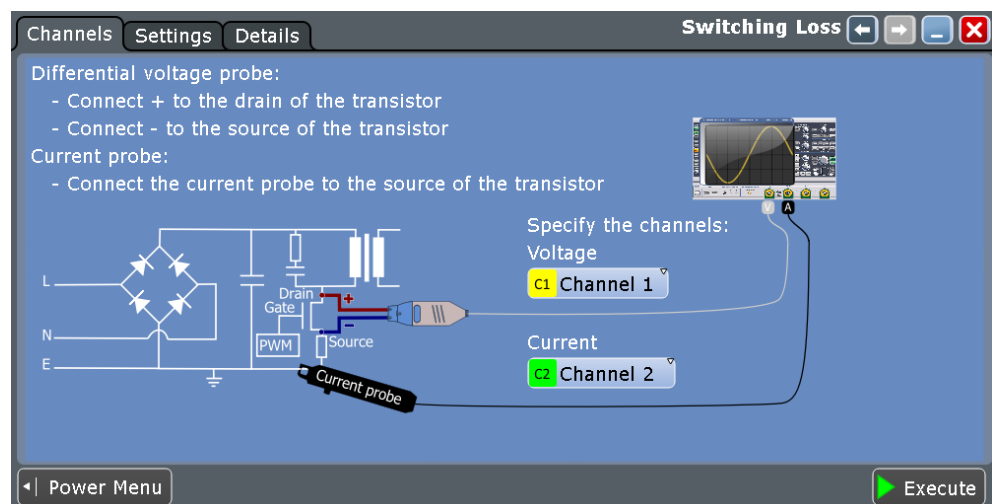 Channels
Settings
Details
Switching Loss
Differential voltage probe:
- Connect + to the drain of the transistor
- Connect - to the source of the transistor
Current probe:
- Connect the current probe to the source of the transistor
V
A
Specify the channels:
Voltage
C1 Channel 1
Current
C2 Channel 2
L
N
E
Drain
+
Gate
-
PWM
Source
Current probe
Power Menu
Execute